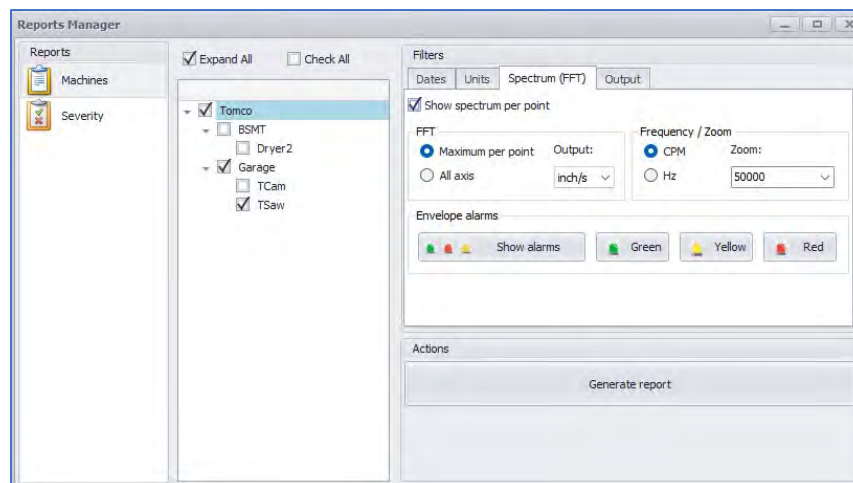 Reports Manager
Reports
Machines
Severity
Expand All
Check All
Tomco
BSMT
Dryer2
Garage
TCam
TSaw
Filters
Dates
Units
Spectrum (FFT)
Output
Show spectrum per point
FFT
Maximum per point
Output:
All axis
inch/s
Frequency / Zoom
CPM
Zoom:
Hz
50000
Envelope alarms
Show alarms
Green
Yellow
Red
Actions
Generate report